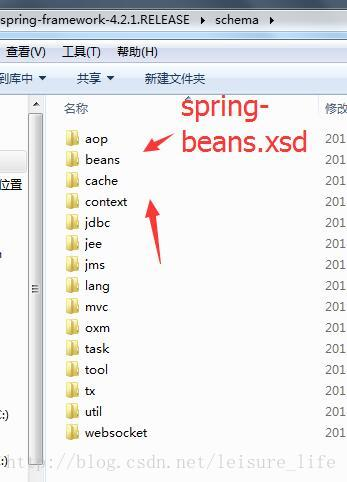 spring-framework-4.2.1.RELEASE ▸ schema ▸
查看(V) 工具(T) 帮助(H)
到库中 共享 新建文件夹
名称 修改
spring-
beans.xsd
aop 201
beans 201
cache 201
context 201
jdbc 201
jee 201
jms 201
lang 201
mvc 201
oxm 201
task 201
tool 201
tx 201
util 201
websocket 201
位置
:)
:)
http://blog.csdn.net/leisure_life